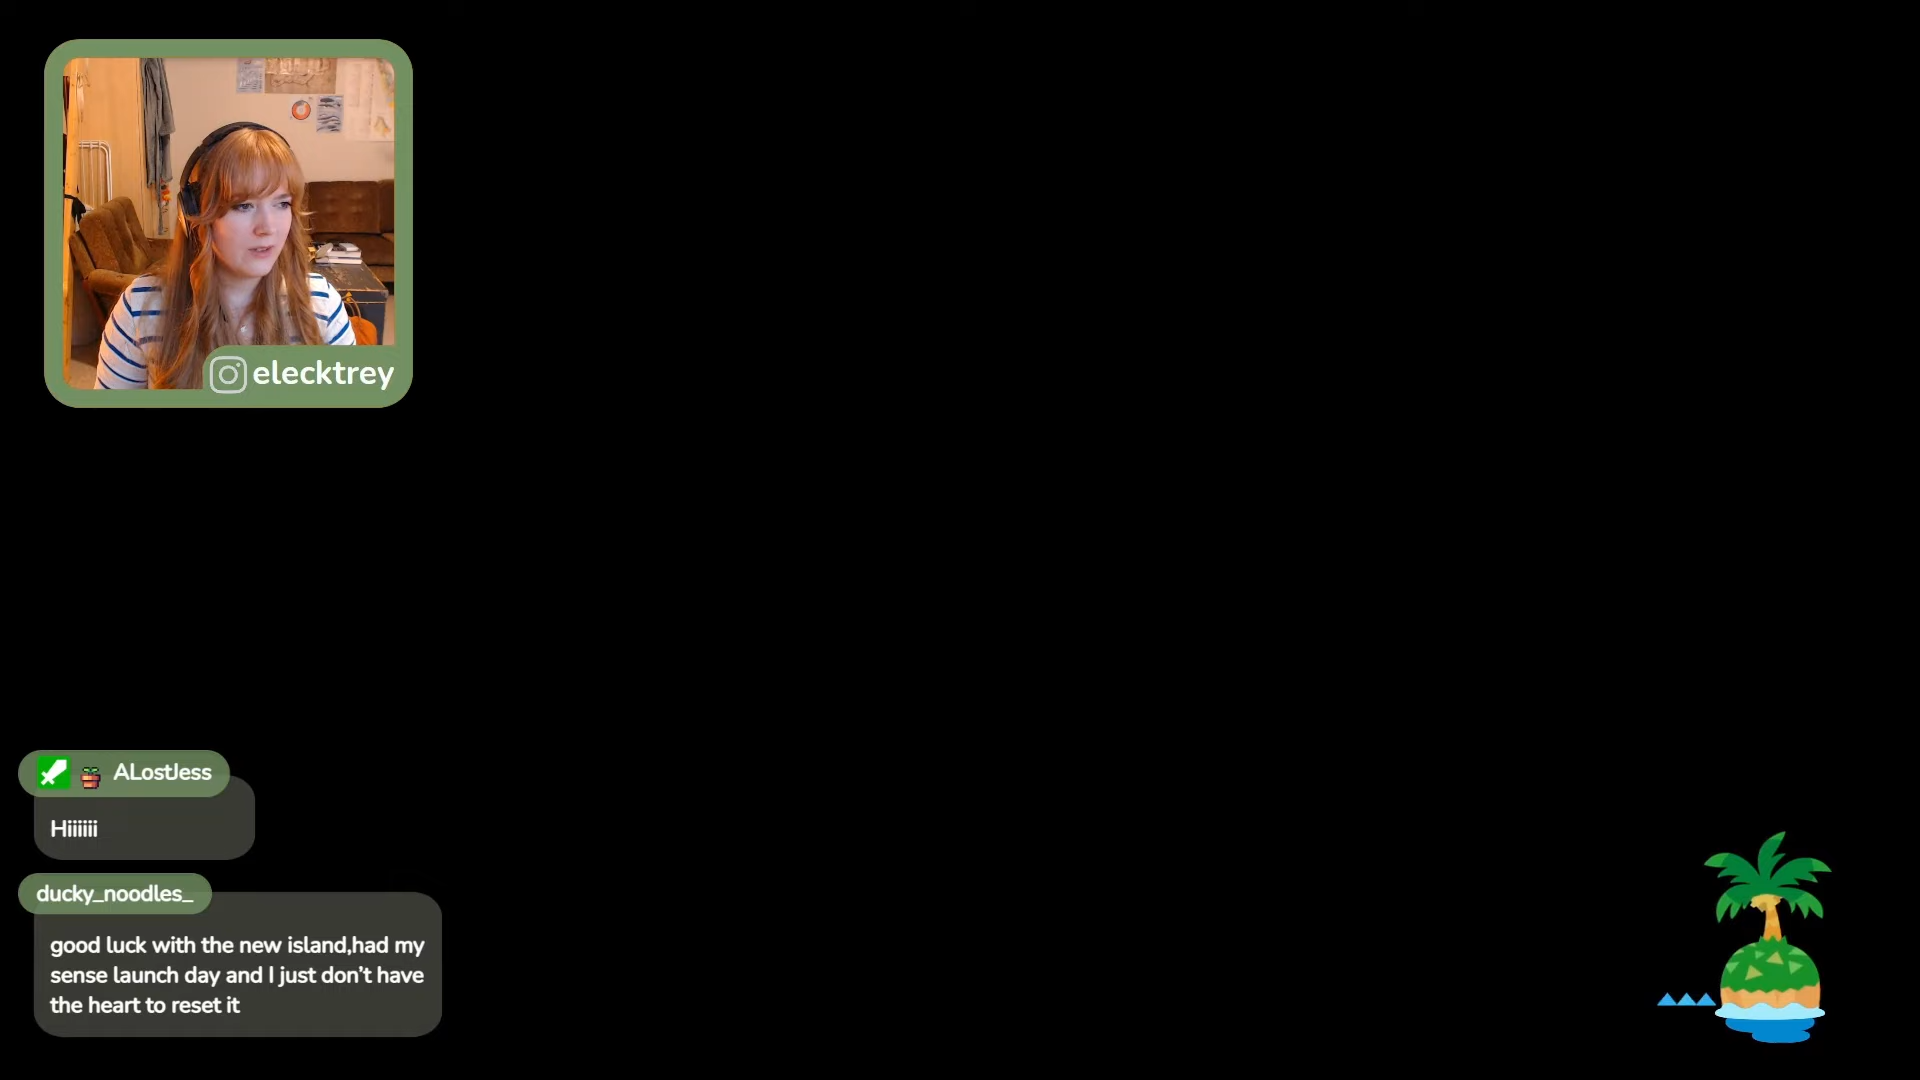 elecktrey
ALostJess
Hiiiiii
ducky_noodles_
good luck with the new island,had my
sense launch day and I just don't have
the heart to reset it